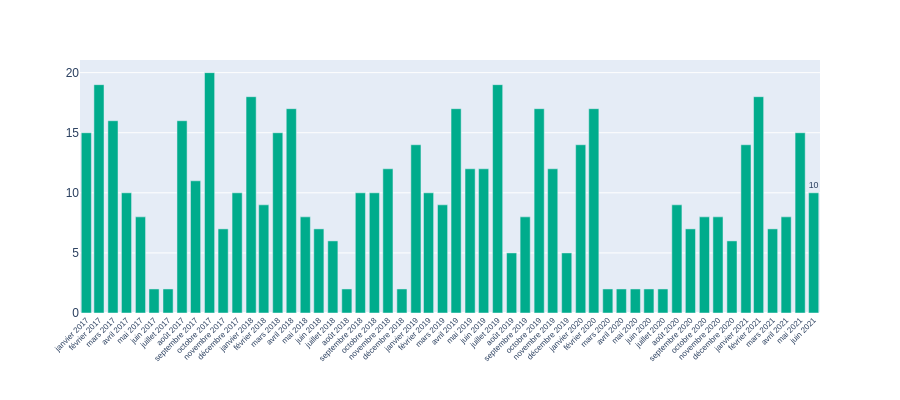 20
15
10
5
0
10
janvier 2017
février 2017
mars 2017
avril 2017
mai 2017
juin 2017
juillet 2017
août 2017
septembre 2017
octobre 2017
novembre 2017
décembre 2017
janvier 2018
février 2018
mars 2018
avril 2018
mai 2018
juin 2018
juillet 2018
août 2018
septembre 2018
octobre 2018
novembre 2018
décembre 2018
janvier 2019
février 2019
mars 2019
avril 2019
mai 2019
juin 2019
juillet 2019
août 2019
septembre 2019
octobre 2019
novembre 2019
décembre 2019
janvier 2020
février 2020
mars 2020
avril 2020
mai 2020
juin 2020
juillet 2020
août 2020
septembre 2020
octobre 2020
novembre 2020
décembre 2020
janvier 2021
février 2021
mars 2021
avril 2021
mai 2021
juin 2021